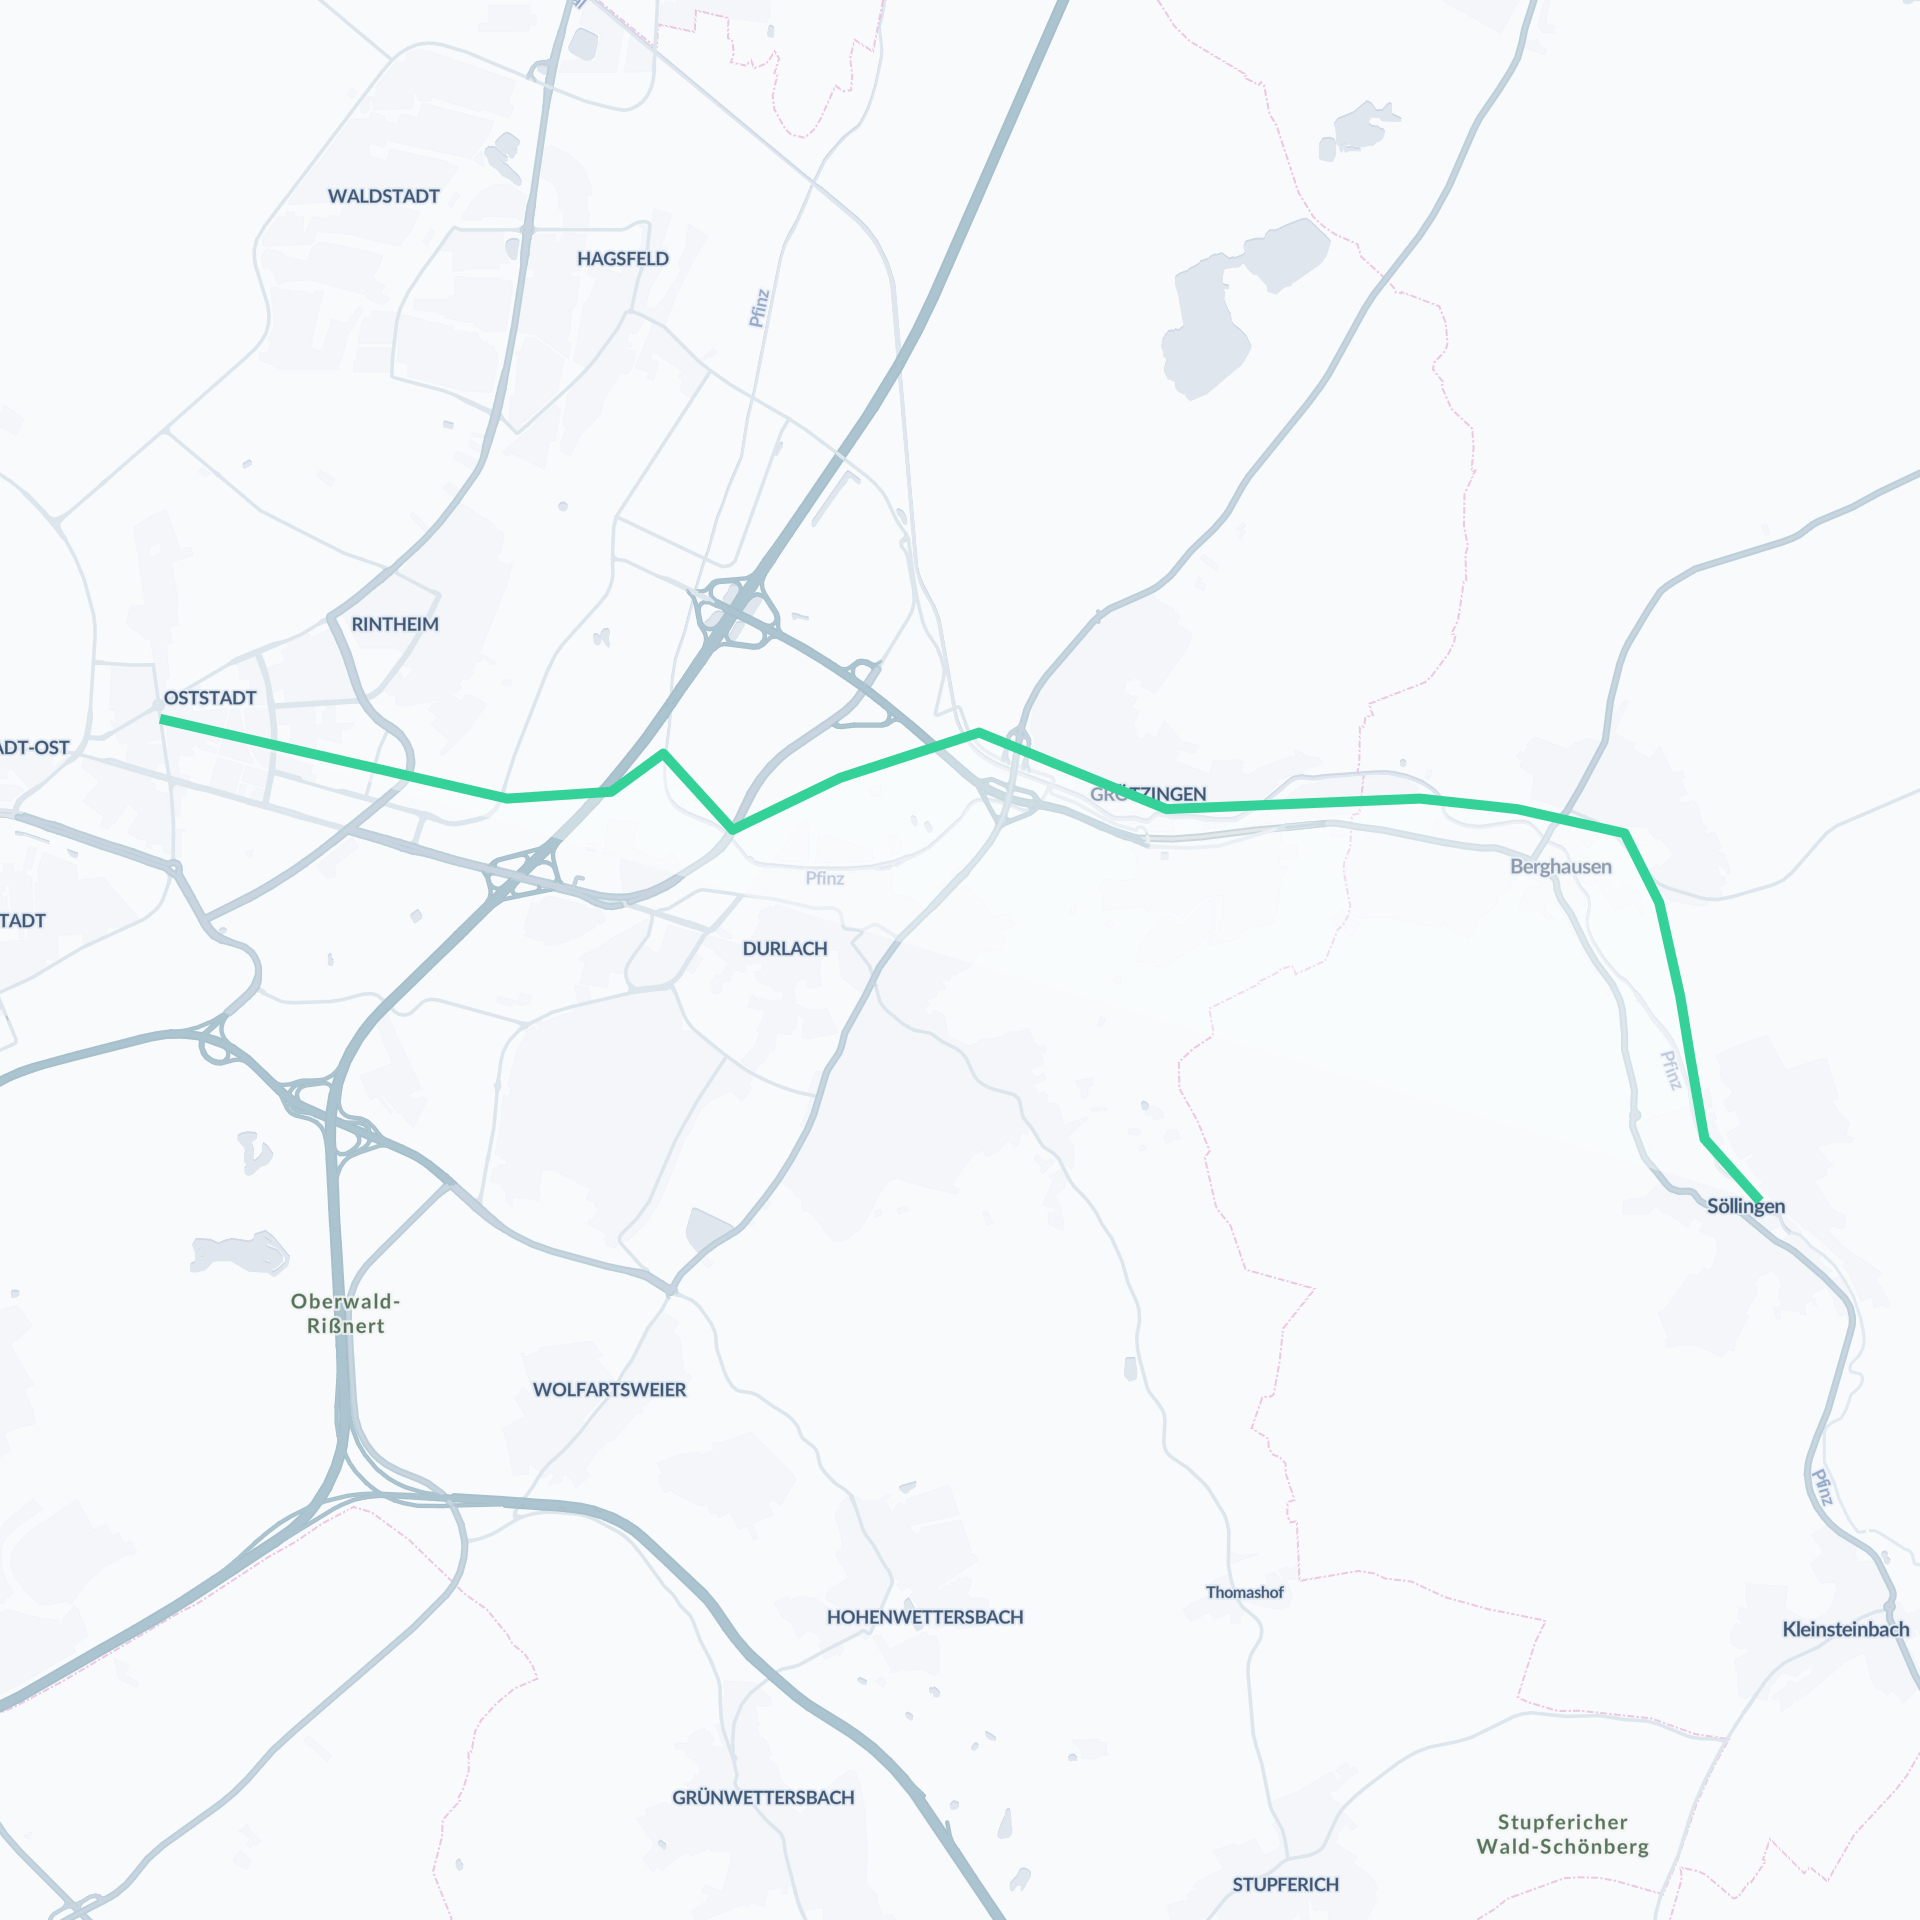 WALDSTADT
HAGSFELD
Pfinz
RINTHEIM
OSTSTADT
ADT-OST
GRÖTZINGEN
Berghausen
Pfinz
TADT
DURLACH
Pfinz
Söllingen
Oberwald-
Rißnert
WOLFARTSWEIER
Pfinz
Thomashof
HOHENWETTERSBACH
Kleinsteinbach
GRÜNWETTERSBACH
Stupfericher
Wald-Schönberg
STUPFERICH